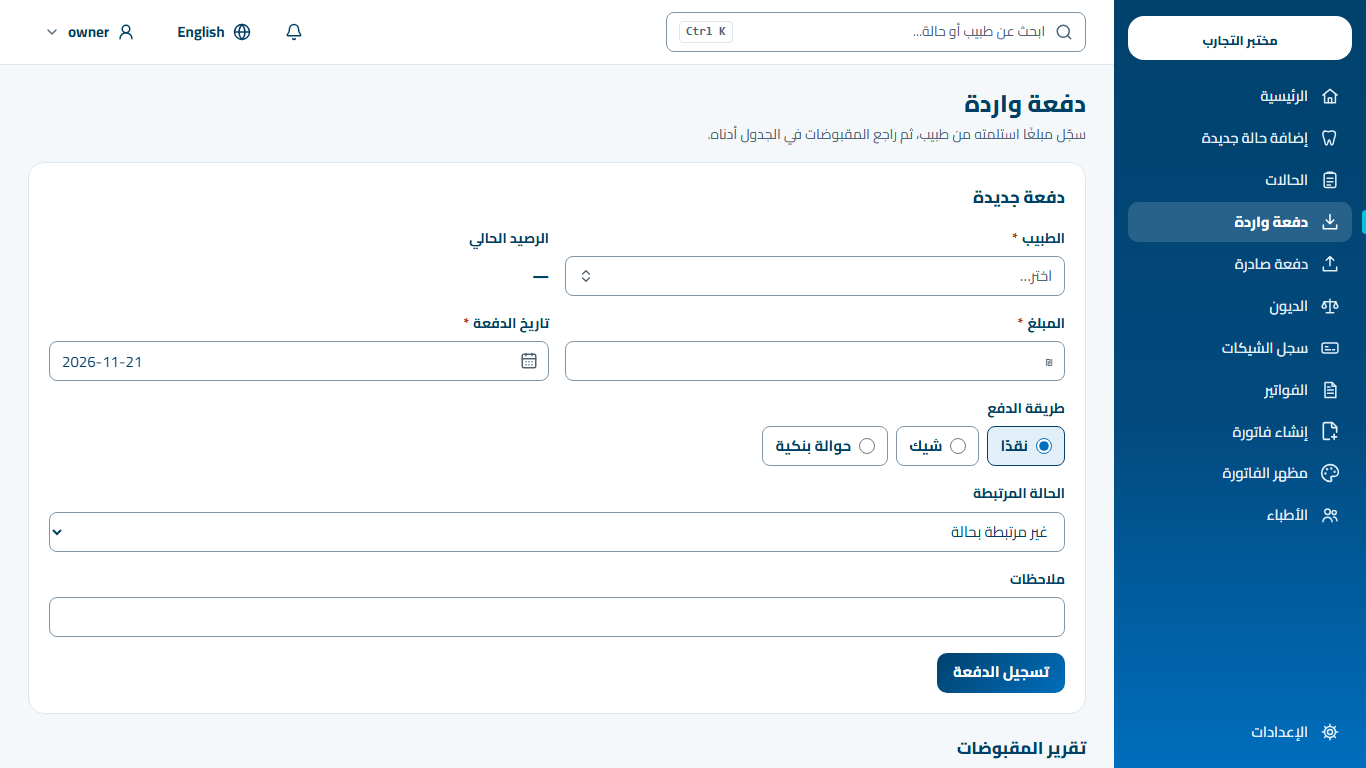 مختبر التجارب
الرئيسية
إضافة حالة جديدة
الحالات
دفعة واردة
دفعة صادرة
الديون
سجل الشيكات
الفواتير
إنشاء فاتورة
مظهر الفاتورة
الأطباء
الإعدادات
ابحث عن طبيب أو حالة...
Ctrl K
English
owner
دفعة واردة
سجّل مبلغًا استلمته من طبيب، ثم راجع المقبوضات في الجدول أدناه.
دفعة جديدة
الطبيب *
الرصيد الحالي
اختر...
—
المبلغ *
تاريخ الدفعة *
₪
2026-11-21
طريقة الدفع
نقدًا
شيك
حوالة بنكية
الحالة المرتبطة
غير مرتبطة بحالة
ملاحظات
تسجيل الدفعة
تقرير المقبوضات